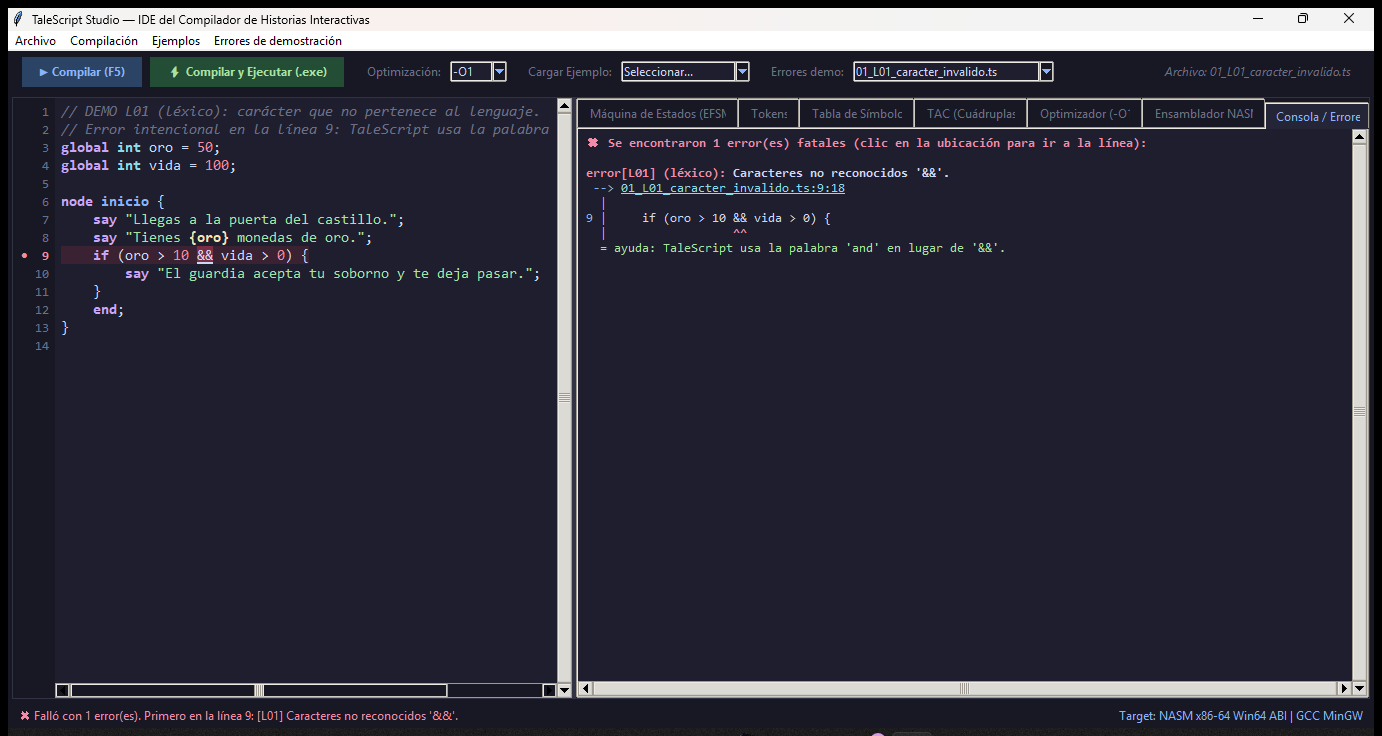 TaleScript Studio — IDE del Compilador de Historias Interactivas
Archivo Compilación Ejemplos Errores de demostración
Compilar (F5) Compilar y Ejecutar (.exe) Optimización: -O1 Cargar Ejemplo: Seleccionar... Errores demo: 01_L01_caracter_invalido.ts Archivo: 01_L01_caracter_invalido.ts
1 // DEMO L01 (léxico): carácter que no pertenece al lenguaje.
2 // Error intencional en la línea 9: TaleScript usa la palabra
3 global int oro = 50;
4 global int vida = 100;
5
6 node inicio {
7 say "Llegas a la puerta del castillo.";
8 say "Tienes {oro} monedas de oro.";
9 if (oro > 10 && vida > 0) {
10 say "El guardia acepta tu soborno y te deja pasar.";
11 }
12 end;
13 }
14
Máquina de Estados (EFSM Tokens Tabla de Símbolo TAC (Cuádruplas Optimizador (-O Ensamblador NASM Consola / Errore
✖ Se encontraron 1 error(es) fatales (clic en la ubicación para ir a la línea):
error[L01] (léxico): Caracteres no reconocidos '&&'.
--> 01_L01_caracter_invalido.ts:9:18
|
9 | if (oro > 10 && vida > 0) {
| ^^
= ayuda: TaleScript usa la palabra 'and' en lugar de '&&'.
✖ Falló con 1 error(es). Primero en la línea 9: [L01] Caracteres no reconocidos '&&'.
Target: NASM x86-64 Win64 ABI | GCC MinGW